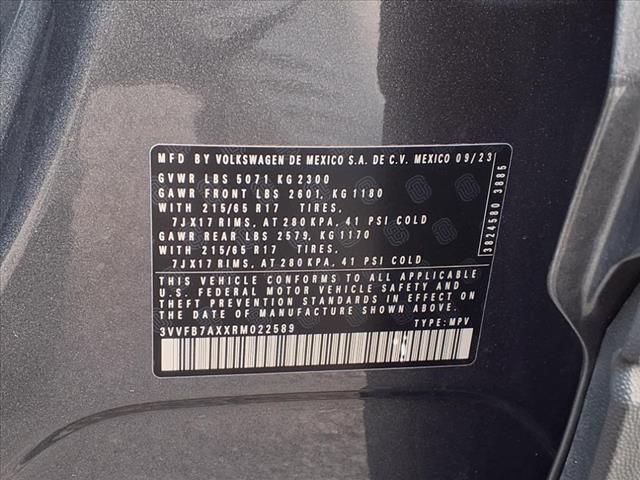 MFD BY VOLKSWAGEN DE MEXICO S.A. DE C.V. MEXICO 09/23
GVWR LBS 5071 KG 2300
GAWR FRONT LBS 2601, KG 1180
WITH 215/65 R17 TIRES,
7JX17 RIMS, AT 280 KPA, 41 PSI COLD
GAWR REAR LBS 2579, KG 1170
WITH 215/65 R17 TIRES,
7JX17 RIMS, AT 280 KPA, 41 PSI COLD
THIS VEHICLE CONFORMS TO ALL APPLICABLE
U.S. FEDERAL MOTOR VEHICLE SAFETY AND
THEFT PREVENTION STANDARDS IN EFFECT ON
THE DATE OF MANUFACTURE SHOWN ABOVE.
3VVFB7AXXRM022589 TYPE: MPV
3824580 3885